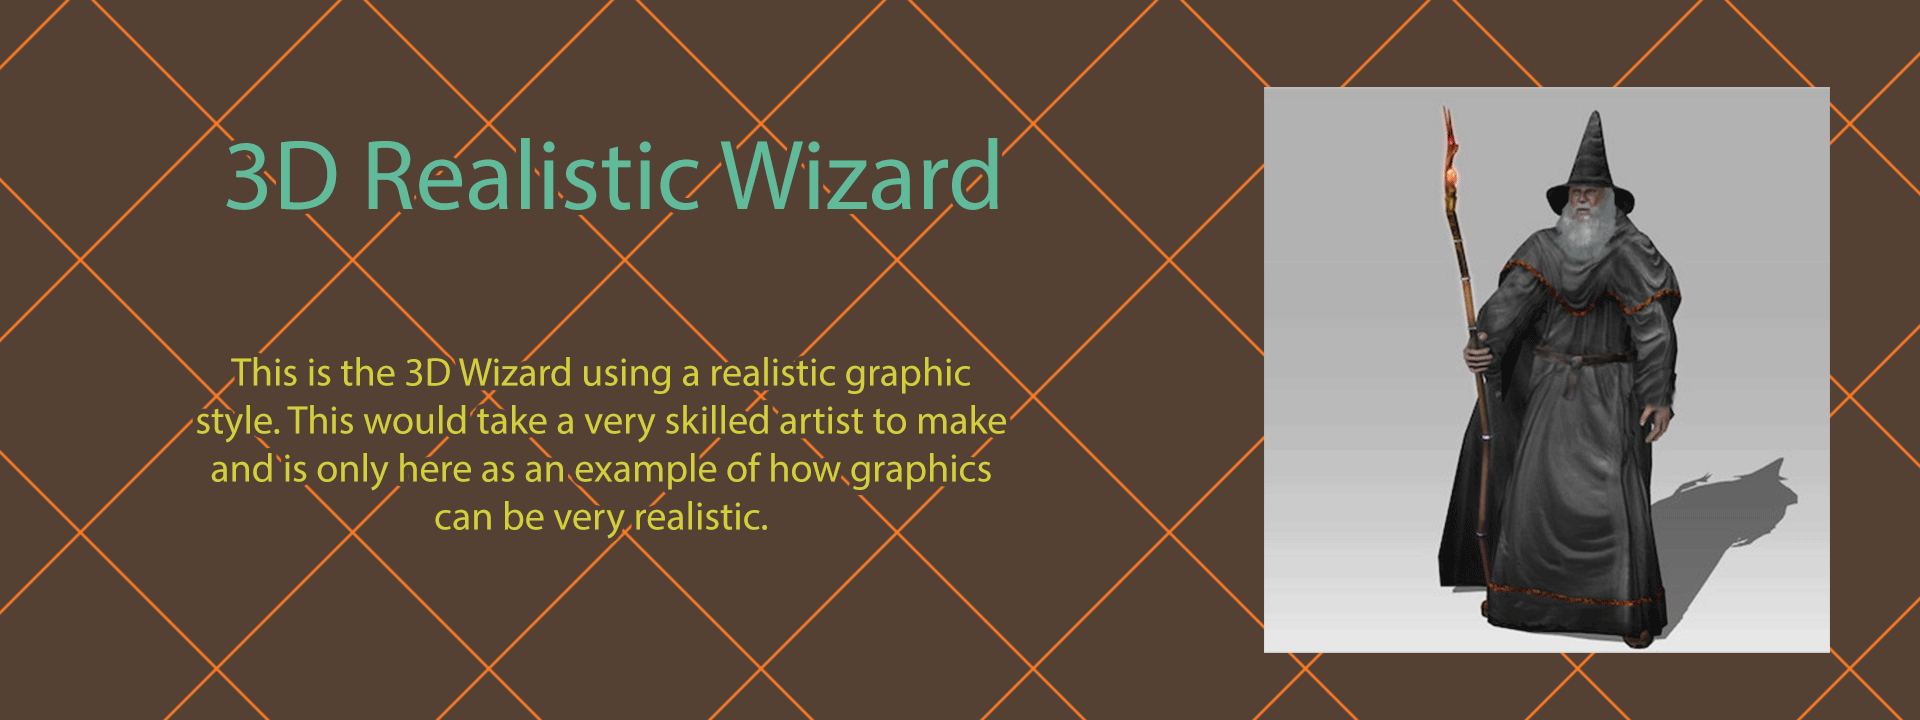 3D Realistic Wizard
This is the 3D Wizard using a realistic graphic
style. This would take a very skilled artist to make
and is only here as an example of how graphics
can be very realistic.